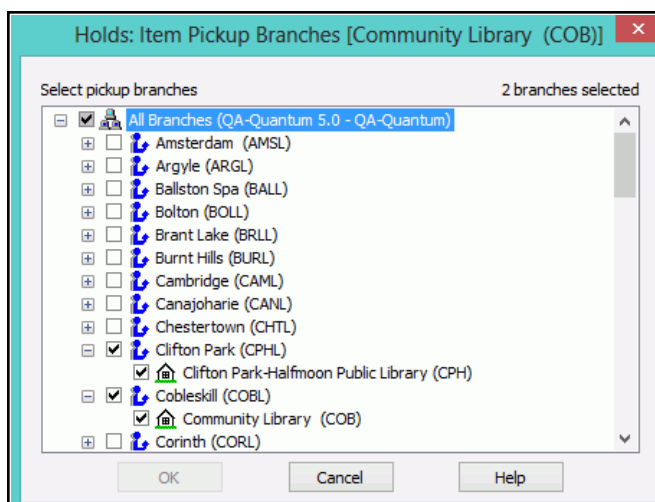 Holds: Item Pickup Branches [Community Library (COB)]
Select pickup branches 2 branches selected
All Branches (QA-Quantum 5.0 - QA-Quantum)
Amsterdam (AMSL)
Argyle (ARGL)
Ballston Spa (BALL)
Bolton (BOLL)
Brant Lake (BRLL)
Burnt Hills (BURL)
Cambridge (CAML)
Canajoharie (CANL)
Chestertown (CHTL)
Clifton Park (CPHL)
Clifton Park-Halfmoon Public Library (CPH)
Cobleskill (COBL)
Community Library (COB)
Corinth (CORL)
OK Cancel Help